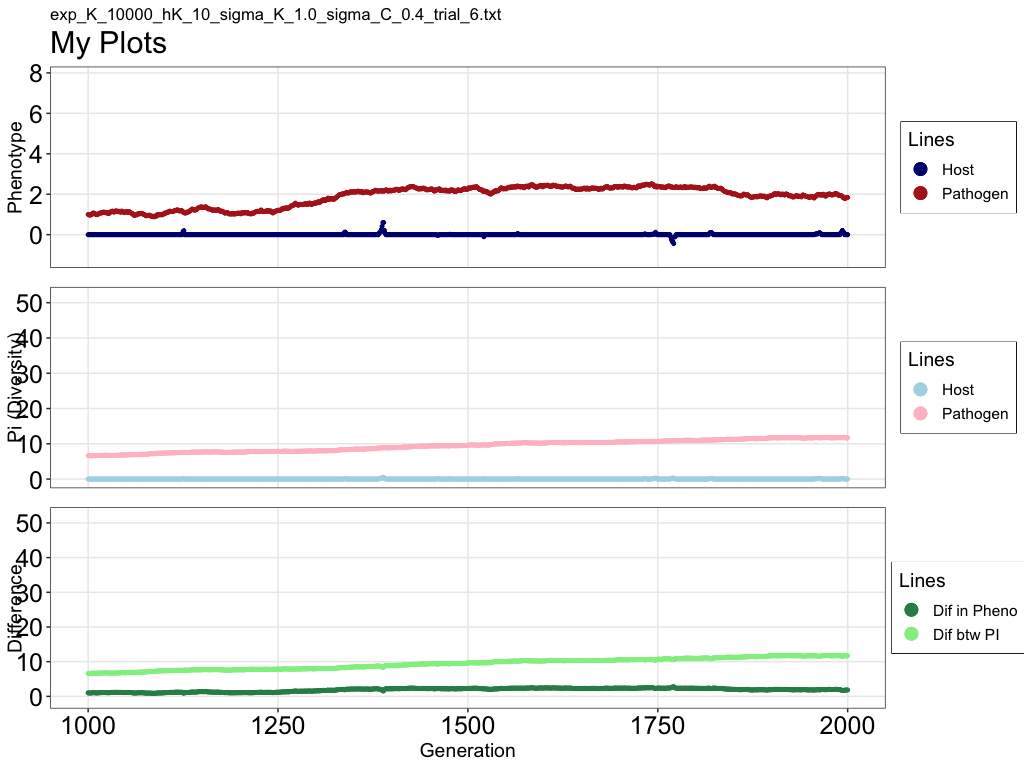 exp_K_10000_hK_10_sigma_K_1.0_sigma_C_0.4_trial_6.txt
My Plots
Phenotype
8
6
4
2
0
Lines
Host
Pathogen
Pi (Diversity)
50
40
30
20
10
0
Lines
Host
Pathogen
Difference
50
40
30
20
10
0
Lines
Dif in Pheno
Dif btw PI
1000 1250 1500 1750 2000
Generation